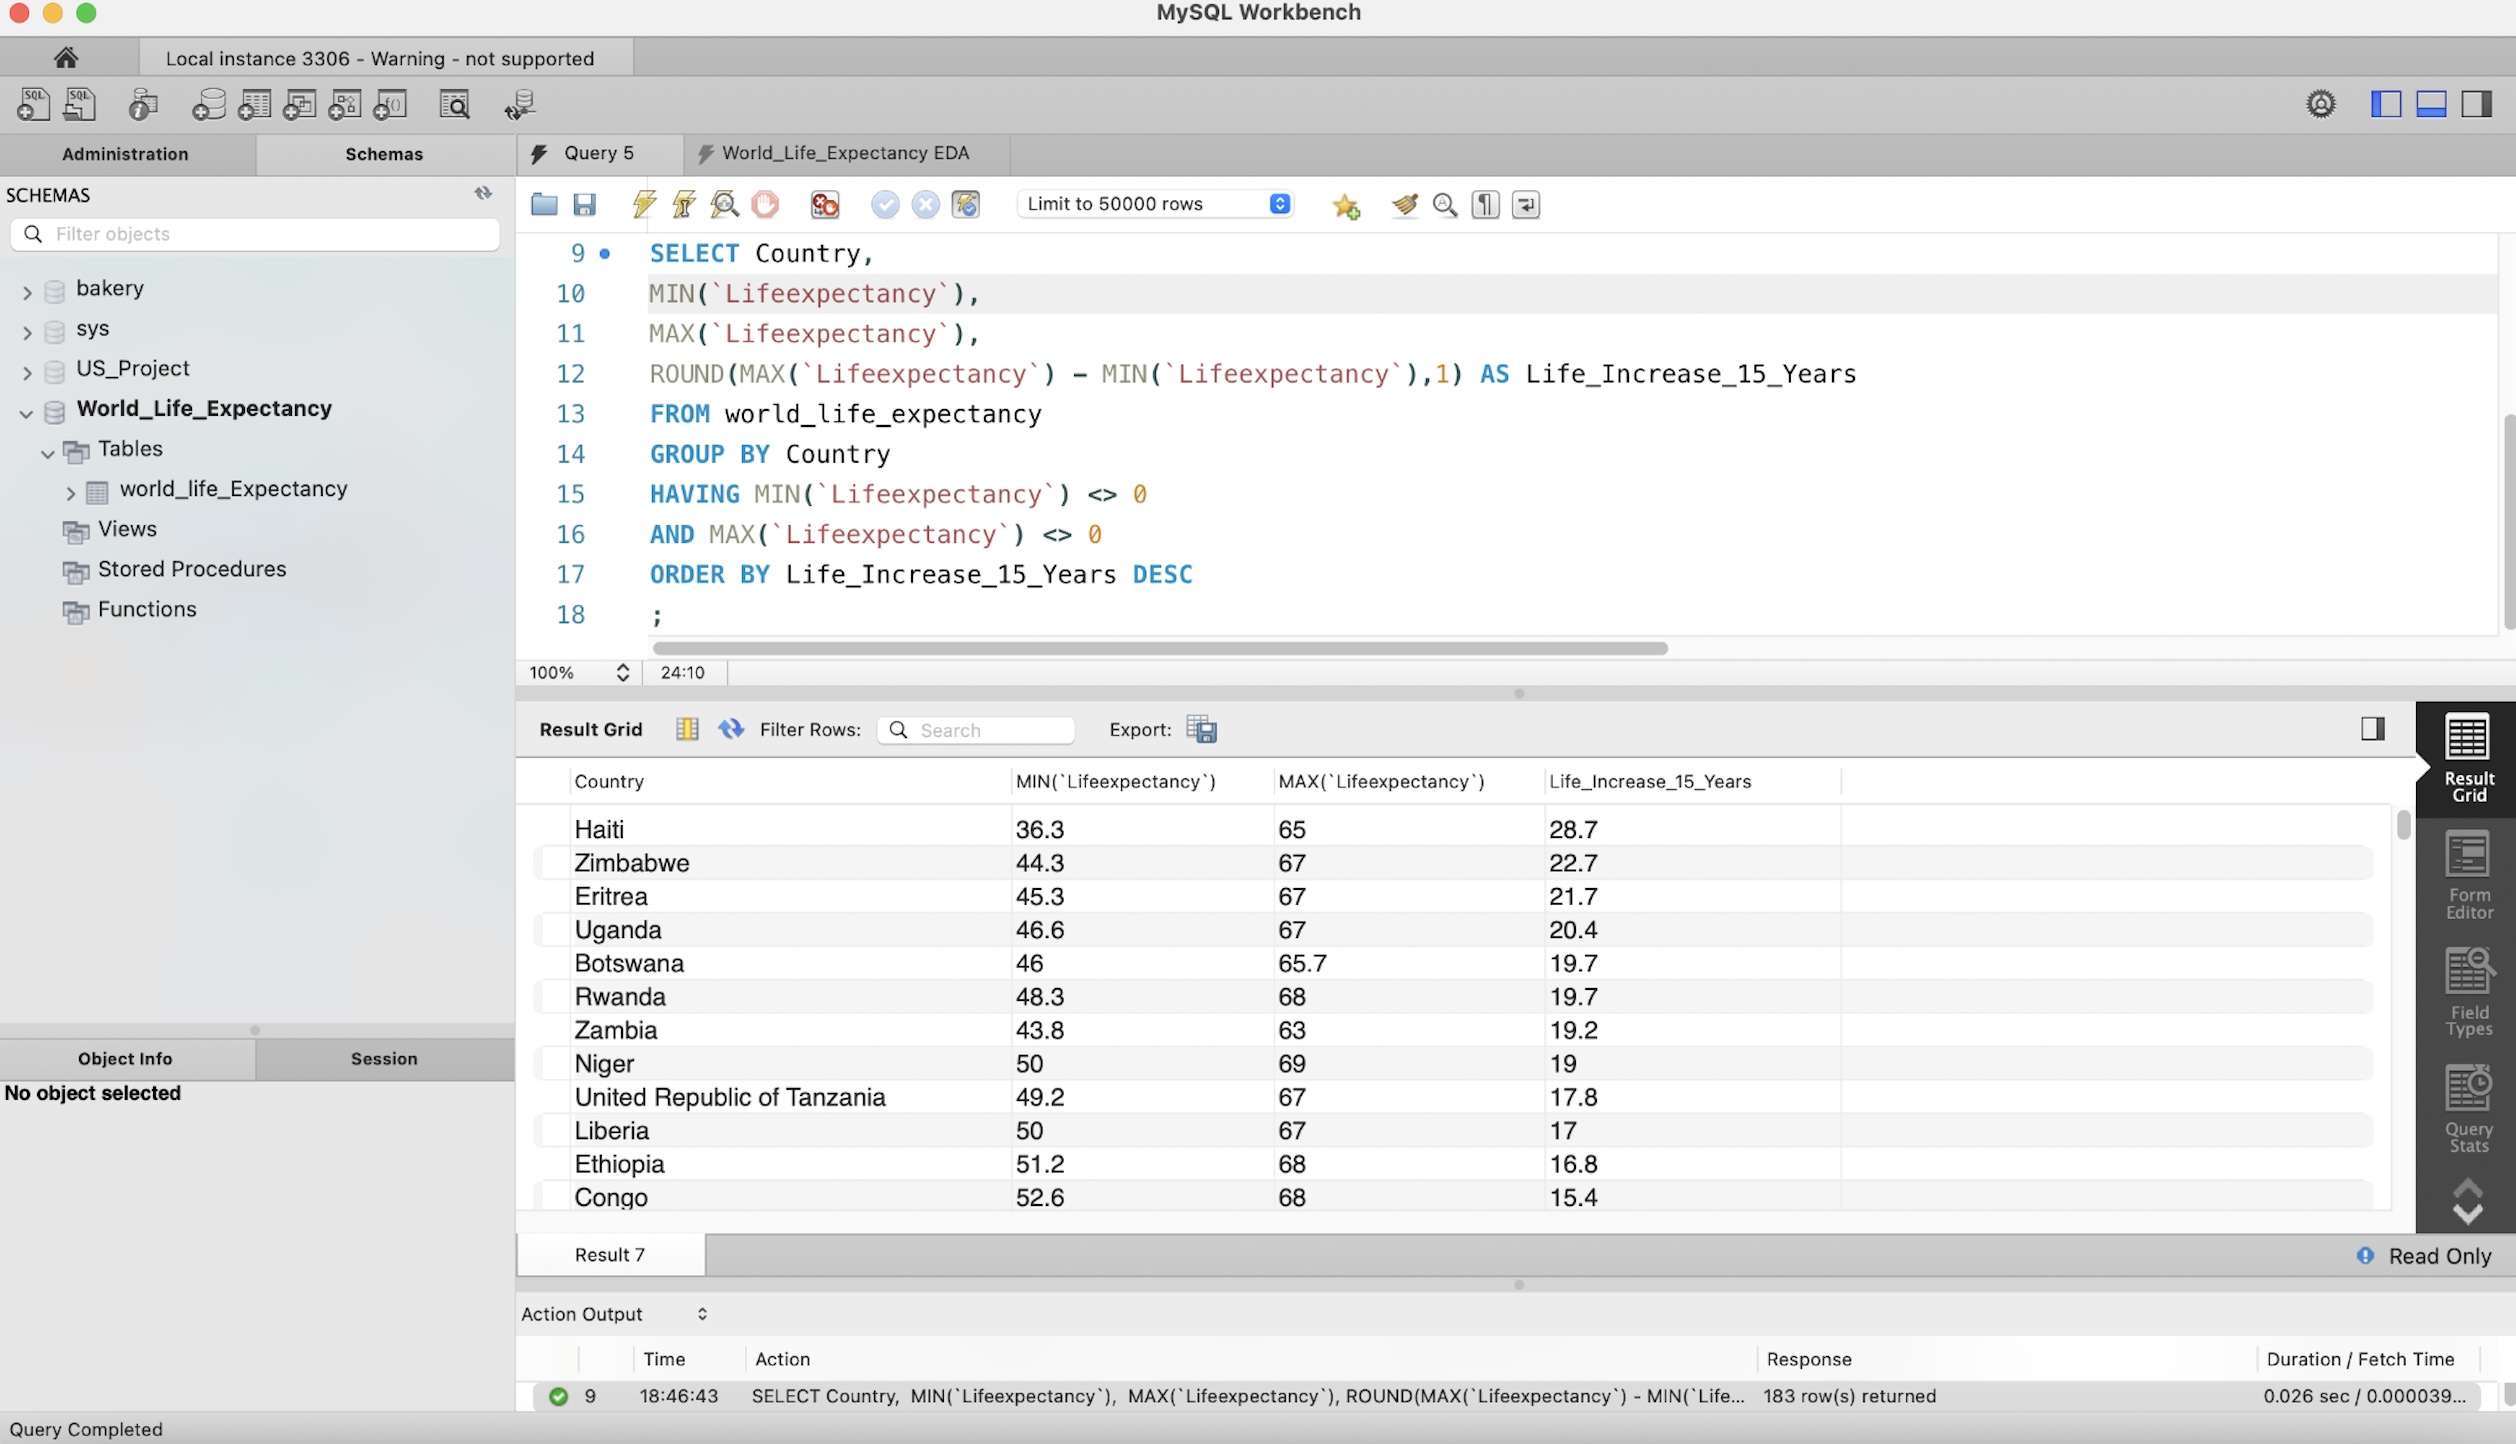 MySQL Workbench
Local instance 3306 - Warning - not supported
SQL SQL
Administration Schemas Query 5 World_Life_Expectancy EDA
SCHEMAS
Filter objects
bakery
sys
US_Project
World_Life_Expectancy
Tables
world_life_Expectancy
Views
Stored Procedures
Functions
Object Info Session
No object selected
Limit to 50000 rows
9 SELECT Country,
10 MIN(`Lifeexpectancy`),
11 MAX(`Lifeexpectancy`),
12 ROUND(MAX(`Lifeexpectancy`) - MIN(`Lifeexpectancy`),1) AS Life_Increase_15_Years
13 FROM world_life_expectancy
14 GROUP BY Country
15 HAVING MIN(`Lifeexpectancy`) <> 0
16 AND MAX(`Lifeexpectancy`) <> 0
17 ORDER BY Life_Increase_15_Years DESC
18 ;
100% 24:10
Result Grid Filter Rows: Search Export:
Country MIN(`Lifeexpectancy`) MAX(`Lifeexpectancy`) Life_Increase_15_Years
Haiti 36.3 65 28.7
Zimbabwe 44.3 67 22.7
Eritrea 45.3 67 21.7
Uganda 46.6 67 20.4
Botswana 46 65.7 19.7
Rwanda 48.3 68 19.7
Zambia 43.8 63 19.2
Niger 50 69 19
United Republic of Tanzania 49.2 67 17.8
Liberia 50 67 17
Ethiopia 51.2 68 16.8
Congo 52.6 68 15.4
Result
Grid
Form
Editor
Field
Types
Query
Stats
Result 7 Read Only
Action Output
Time Action Response Duration / Fetch Time
9 18:46:43 SELECT Country, MIN(`Lifeexpectancy`), MAX(`Lifeexpectancy`), ROUND(MAX(`Lifeexpectancy`) - MIN(`Life... 183 row(s) returned 0.026 sec / 0.000039...
Query Completed